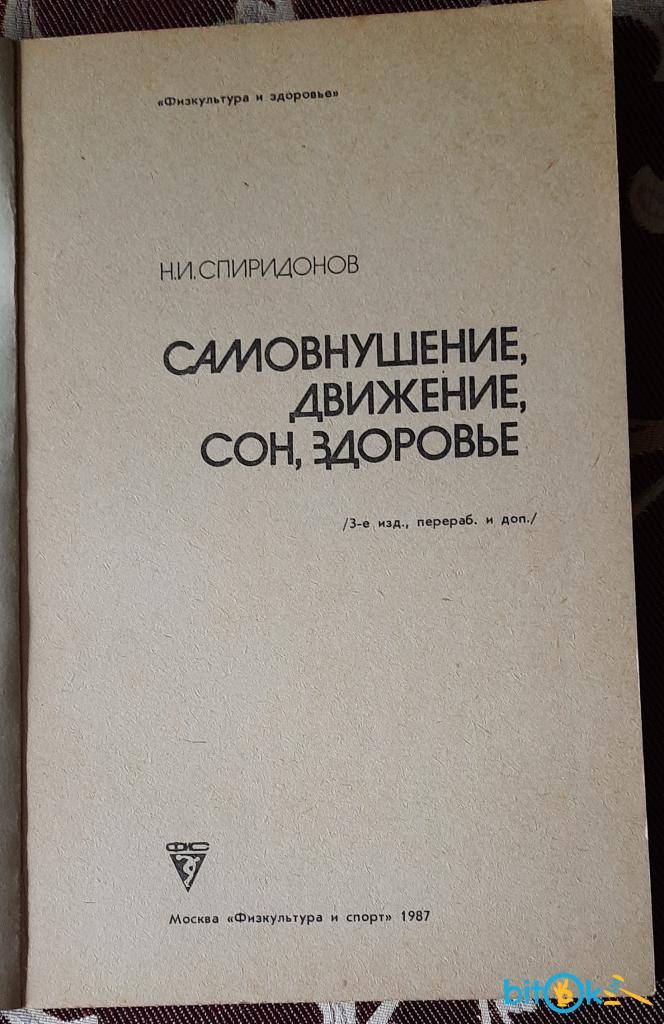 «Физкультура и здоровье»
Н.И. СПИРИДОНОВ
САМОВНУШЕНИЕ,
ДВИЖЕНИЕ,
СОН, ЗДОРОВЬЕ
/3-е изд., перераб. и доп./
ФИС
Москва «Физкультура и спорт» 1987
bitOk